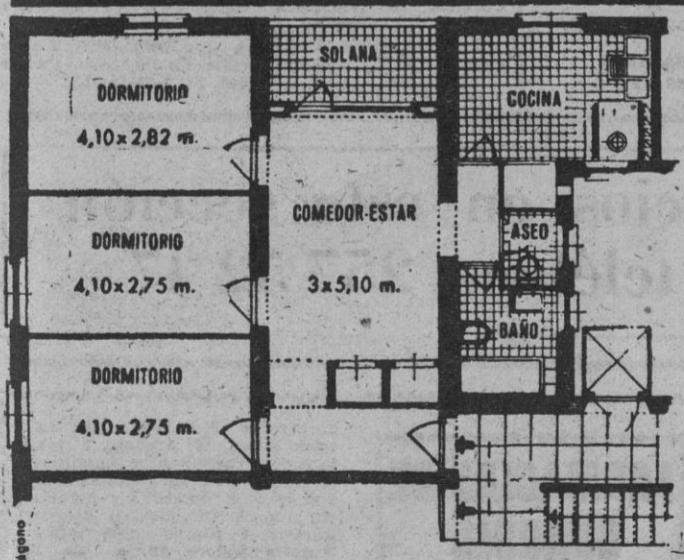 DORMITORIO
4,10 x 2,82 m.
SOLANA
COCINA
COMEDOR-ESTAR
3 x 5,10 m.
DORMITORIO
4,10 x 2,75 m.
ASEO
BAÑO
DORMITORIO
4,10 x 2,75 m.